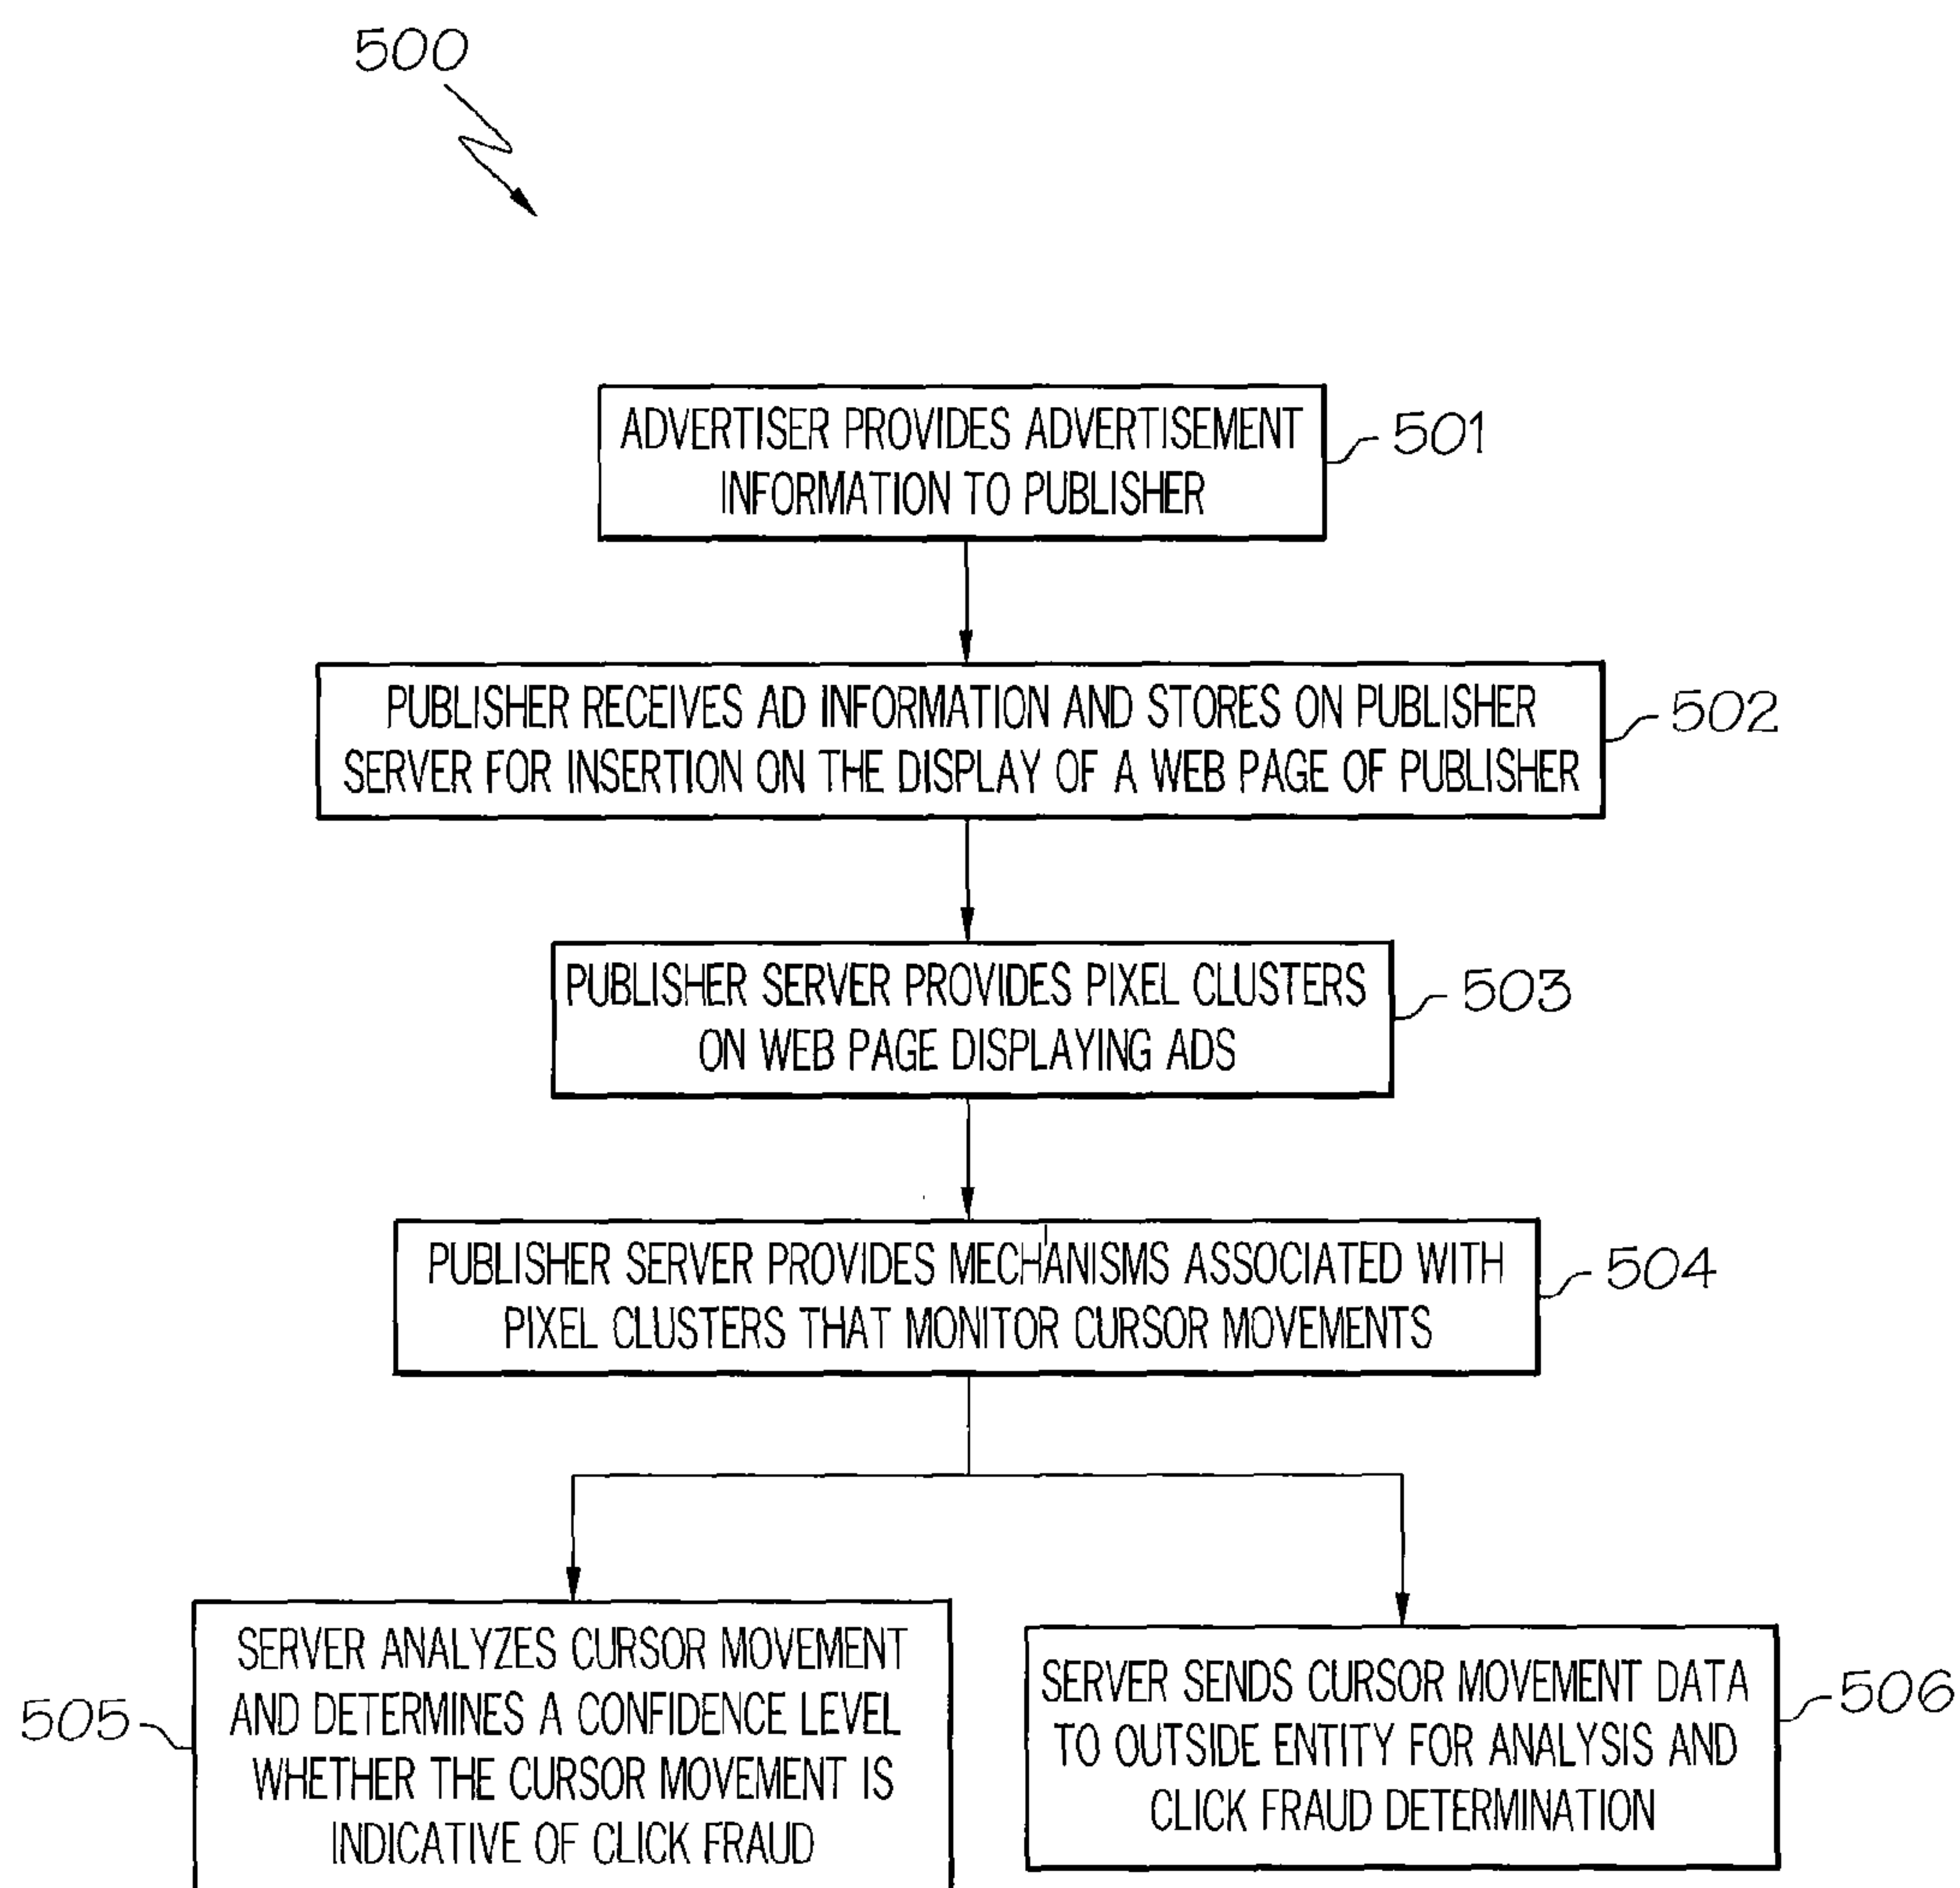 500
ADVERTISER PROVIDES ADVERTISEMENT
INFORMATION TO PUBLISHER
501
PUBLISHER RECEIVES AD INFORMATION AND STORES ON PUBLISHER
SERVER FOR INSERTION ON THE DISPLAY OF A WEB PAGE OF PUBLISHER
502
PUBLISHER SERVER PROVIDES PIXEL CLUSTERS
ON WEB PAGE DISPLAYING ADS
503
PUBLISHER SERVER PROVIDES MECHANISMS ASSOCIATED WITH
PIXEL CLUSTERS THAT MONITOR CURSOR MOVEMENTS
504
505
SERVER ANALYZES CURSOR MOVEMENT
AND DETERMINES A CONFIDENCE LEVEL
WHETHER THE CURSOR MOVEMENT IS
INDICATIVE OF CLICK FRAUD
SERVER SENDS CURSOR MOVEMENT DATA
TO OUTSIDE ENTITY FOR ANALYSIS AND
CLICK FRAUD DETERMINATION
506